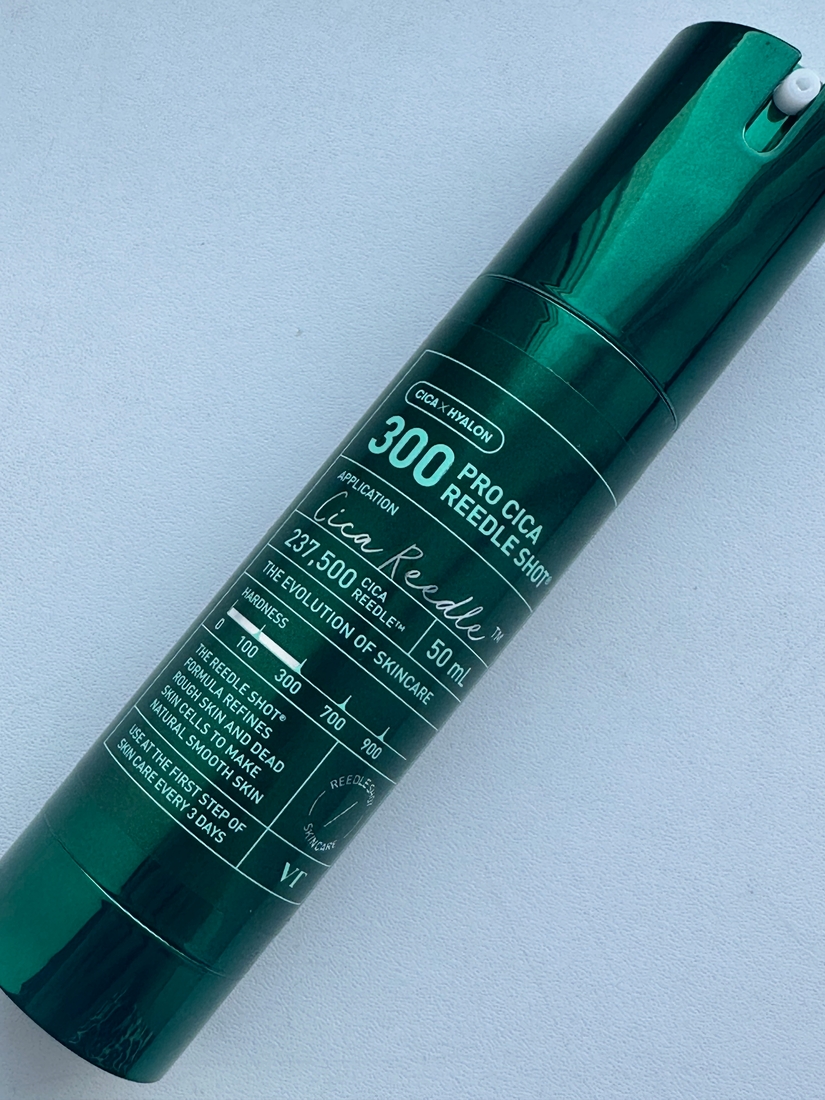 CICA X HYALON
300 PRO CICA
REEDLE SHOT®
APPLICATION
Cica Reedle™
237,500 CICA
REEDLE™
50 mL
THE EVOLUTION OF SKINCARE
HARDNESS
0 100 300 700 900
THE REEDLE SHOT®
FORMULA REFINES
ROUGH SKIN AND DEAD
SKIN CELLS TO MAKE
NATURAL SMOOTH SKIN
REEDLE SHOT
SKINCARE
USE AT THE FIRST STEP OF
SKIN CARE EVERY 3 DAYS
VT